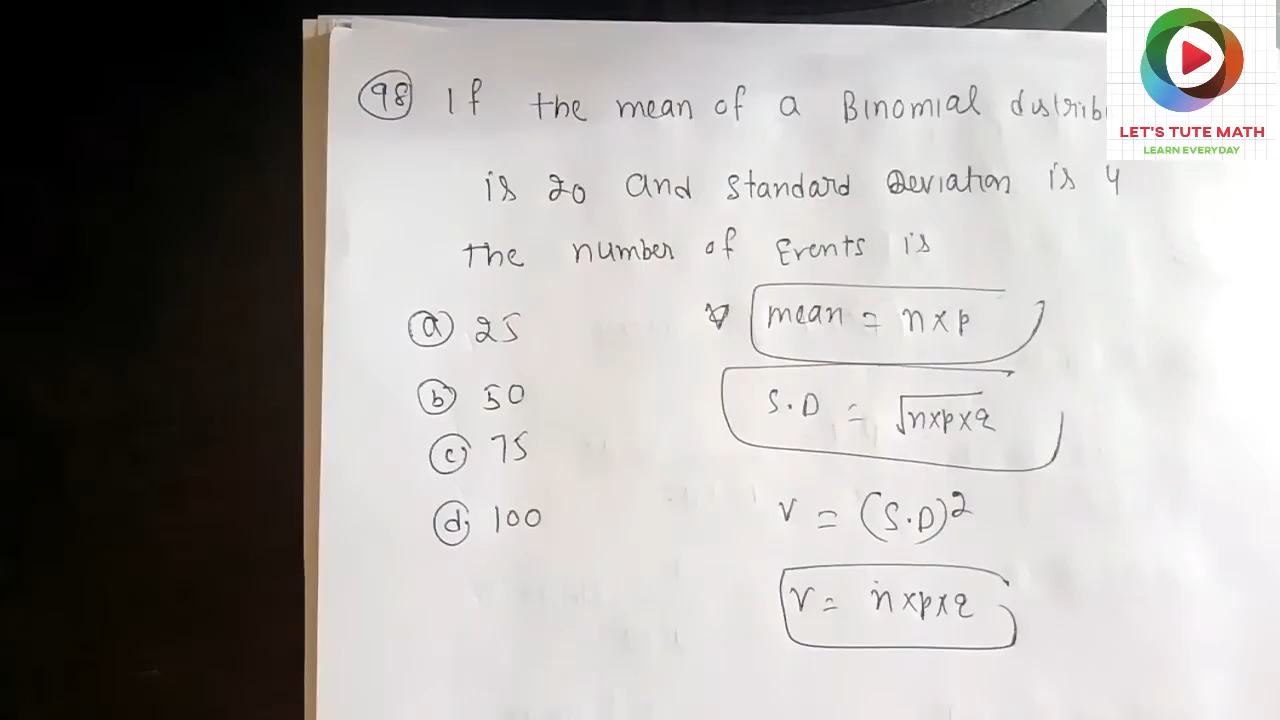 98 If the mean of a Binomial distrib
is 20 and standard Deviation is 4
The number of Events is
a 25
b 50
c 75
d 100
mean = n×p
S.D = √n×p×q
V = (S.D)2
V = n×p×q
LET'S TUTE MATH
LEARN EVERYDAY